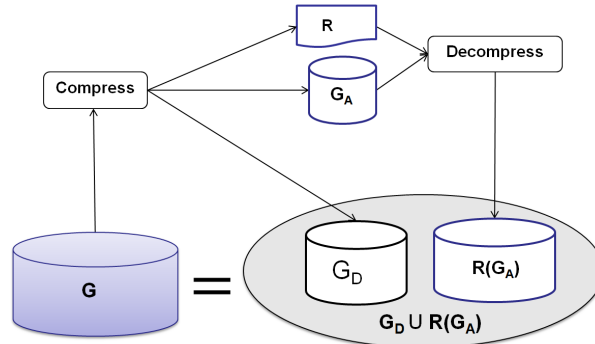 R
Decompress
Compress
G_A
G
=
G_D
R(G_A)
G_D U R(G_A)